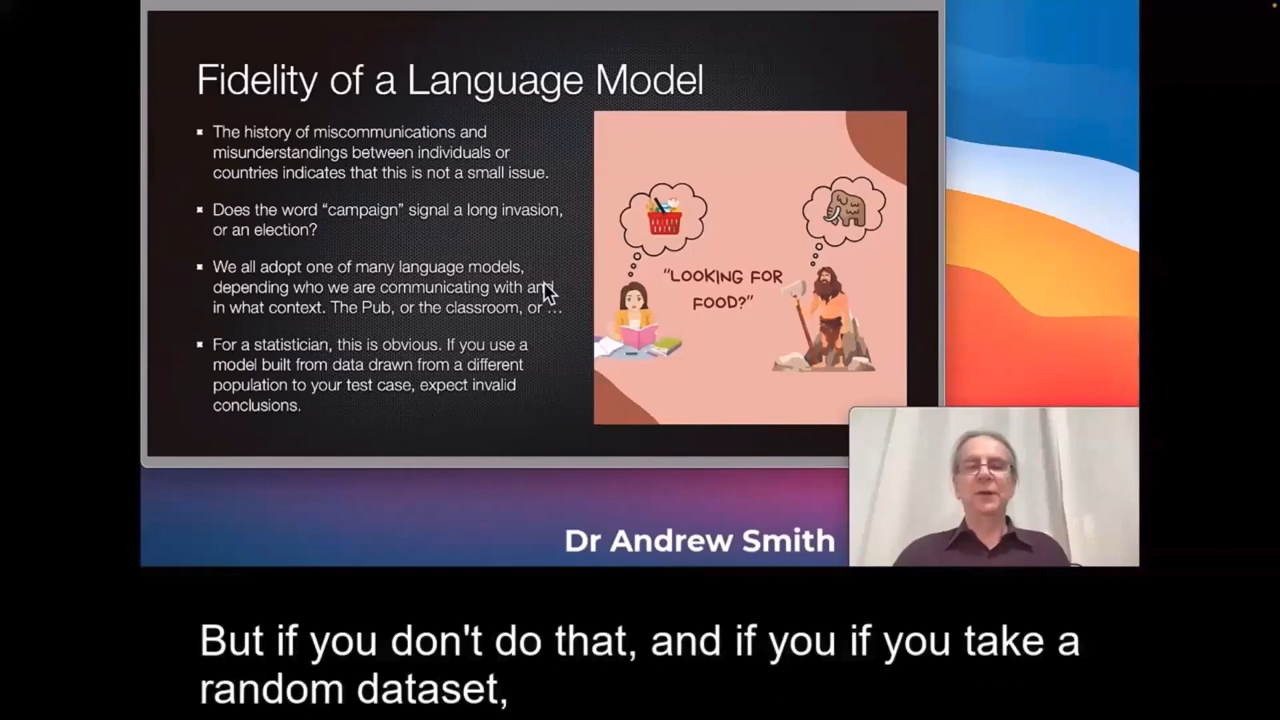 Fidelity of a Language Model
▪ The history of miscommunications and
misunderstandings between individuals or
countries indicates that this is not a small issue.
▪ Does the word “campaign” signal a long invasion,
or an election?
▪ We all adopt one of many language models,
depending who we are communicating with and
in what context. The Pub, or the classroom, or …
▪ For a statistician, this is obvious. If you use a
model built from data drawn from a different
population to your test case, expect invalid
conclusions.
“LOOKING FOR
FOOD?”
Dr Andrew Smith
But if you don't do that, and if you if you take a
random dataset,